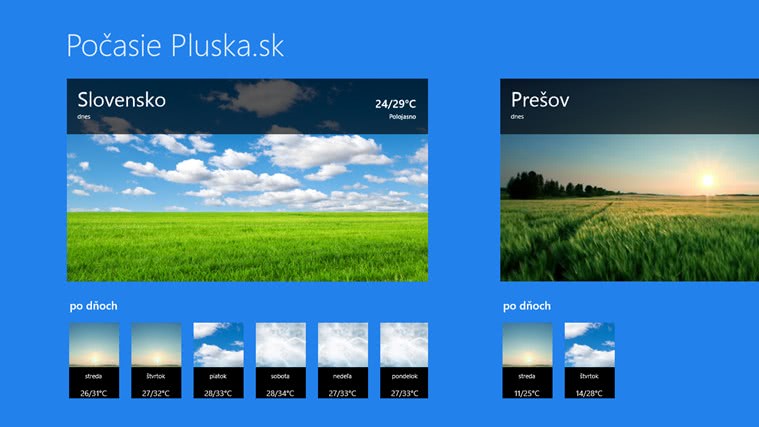 Počasie Pluska.sk
Slovensko
dnes
24/29°C
Polojasno
po dňoch
streda
26/31°C
štvrtok
27/32°C
piatok
28/33°C
sobota
28/34°C
nedeľa
27/33°C
pondelok
27/33°C
Prešov
dnes
po dňoch
streda
11/25°C
štvrtok
14/28°C